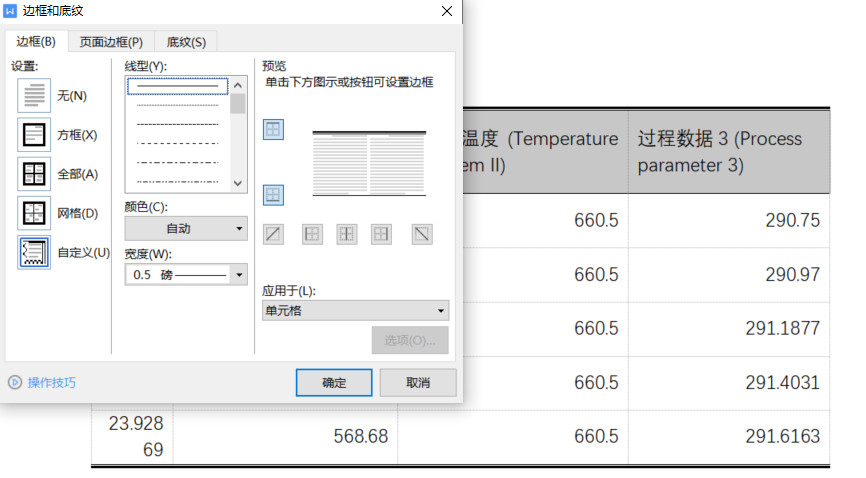 边框和底纹
边框(B)
页面边框(P)
底纹(S)
设置:
无(N)
方框(X)
全部(A)
网格(D)
自定义(U)
线型(Y):
颜色(C):
自动
宽度(W):
0.5 磅
预览
单击下方图示或按钮可设置边框
应用于(L):
单元格
选项(O)...
操作技巧
确定
取消
温度 (Temperature
em II)
过程数据 3 (Process
parameter 3)
660.5
290.75
660.5
290.97
660.5
291.1877
660.5
291.4031
23.928
69
568.68
660.5
291.6163